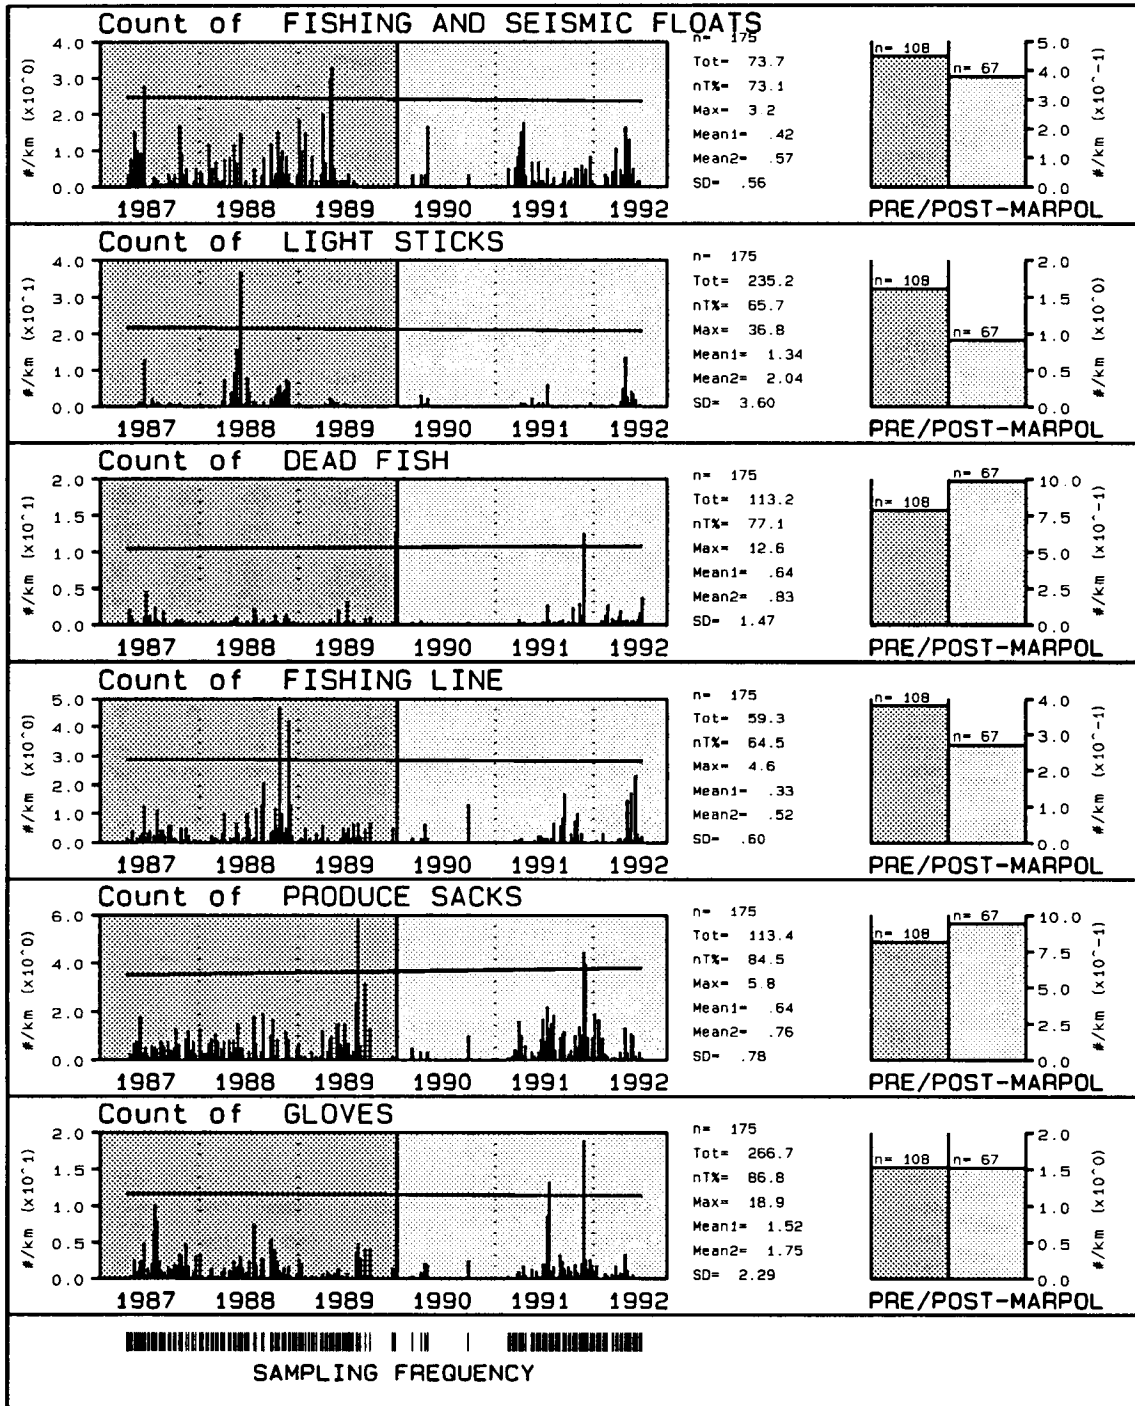 Count of FISHING AND SEISMIC FLOATS
#/km (x10^0)
4.0
3.0
2.0
1.0
0.0
1987 1988 1989 1990 1991 1992
n= 175
Tot= 73.7
nT%= 73.1
Max= 3.2
Mean1= .42
Mean2= .57
SD= .56
n= 108
n= 67
5.0
4.0
3.0
2.0
1.0
0.0
#/km (x10^-1)
PRE/POST-MARPOL
Count of LIGHT STICKS
#/km (x10^1)
4.0
3.0
2.0
1.0
0.0
1987 1988 1989 1990 1991 1992
n= 175
Tot= 235.2
nT%= 65.7
Max= 36.8
Mean1= 1.34
Mean2= 2.04
SD= 3.60
n= 108
n= 67
2.0
1.5
1.0
0.5
0.0
#/km (x10^0)
PRE/POST-MARPOL
Count of DEAD FISH
#/km (x10^1)
2.0
1.5
1.0
0.5
0.0
1987 1988 1989 1990 1991 1992
n= 175
Tot= 113.2
nT%= 77.1
Max= 12.6
Mean1= .64
Mean2= .83
SD= 1.47
n= 108
n= 67
10.0
7.5
5.0
2.5
0.0
#/km (x10^-1)
PRE/POST-MARPOL
Count of FISHING LINE
#/km (x10^0)
5.0
4.0
3.0
2.0
1.0
0.0
1987 1988 1989 1990 1991 1992
n= 175
Tot= 59.3
nT%= 64.5
Max= 4.6
Mean1= .33
Mean2= .52
SD= .60
n= 108
n= 67
4.0
3.0
2.0
1.0
0.0
#/km (x10^-1)
PRE/POST-MARPOL
Count of PRODUCE SACKS
#/km (x10^0)
6.0
4.0
2.0
0.0
1987 1988 1989 1990 1991 1992
n= 175
Tot= 113.4
nT%= 84.5
Max= 5.8
Mean1= .64
Mean2= .76
SD= .78
n= 108
n= 67
10.0
7.5
5.0
2.5
0.0
#/km (x10^-1)
PRE/POST-MARPOL
Count of GLOVES
#/km (x10^1)
2.0
1.5
1.0
0.5
0.0
1987 1988 1989 1990 1991 1992
n= 175
Tot= 266.7
nT%= 86.8
Max= 18.9
Mean1= 1.52
Mean2= 1.75
SD= 2.29
n= 108
n= 67
2.0
1.5
1.0
0.5
0.0
#/km (x10^0)
PRE/POST-MARPOL
SAMPLING FREQUENCY